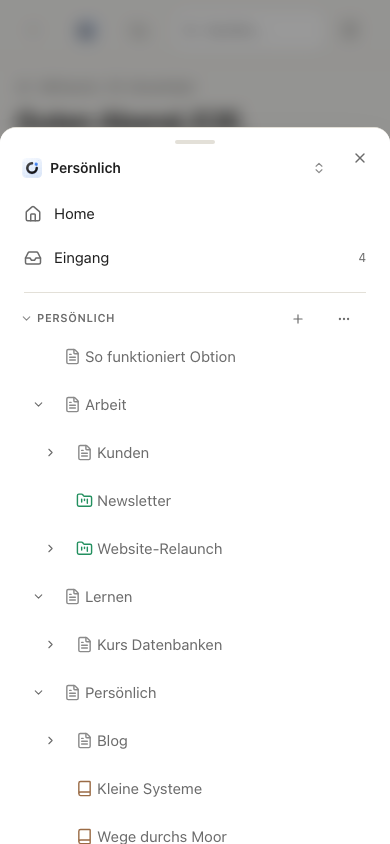 Persönlich
Home
Eingang 4
PERSÖNLICH
So funktioniert Obtion
Arbeit
Kunden
Newsletter
Website-Relaunch
Lernen
Kurs Datenbanken
Persönlich
Blog
Kleine Systeme
Wege durchs Moor